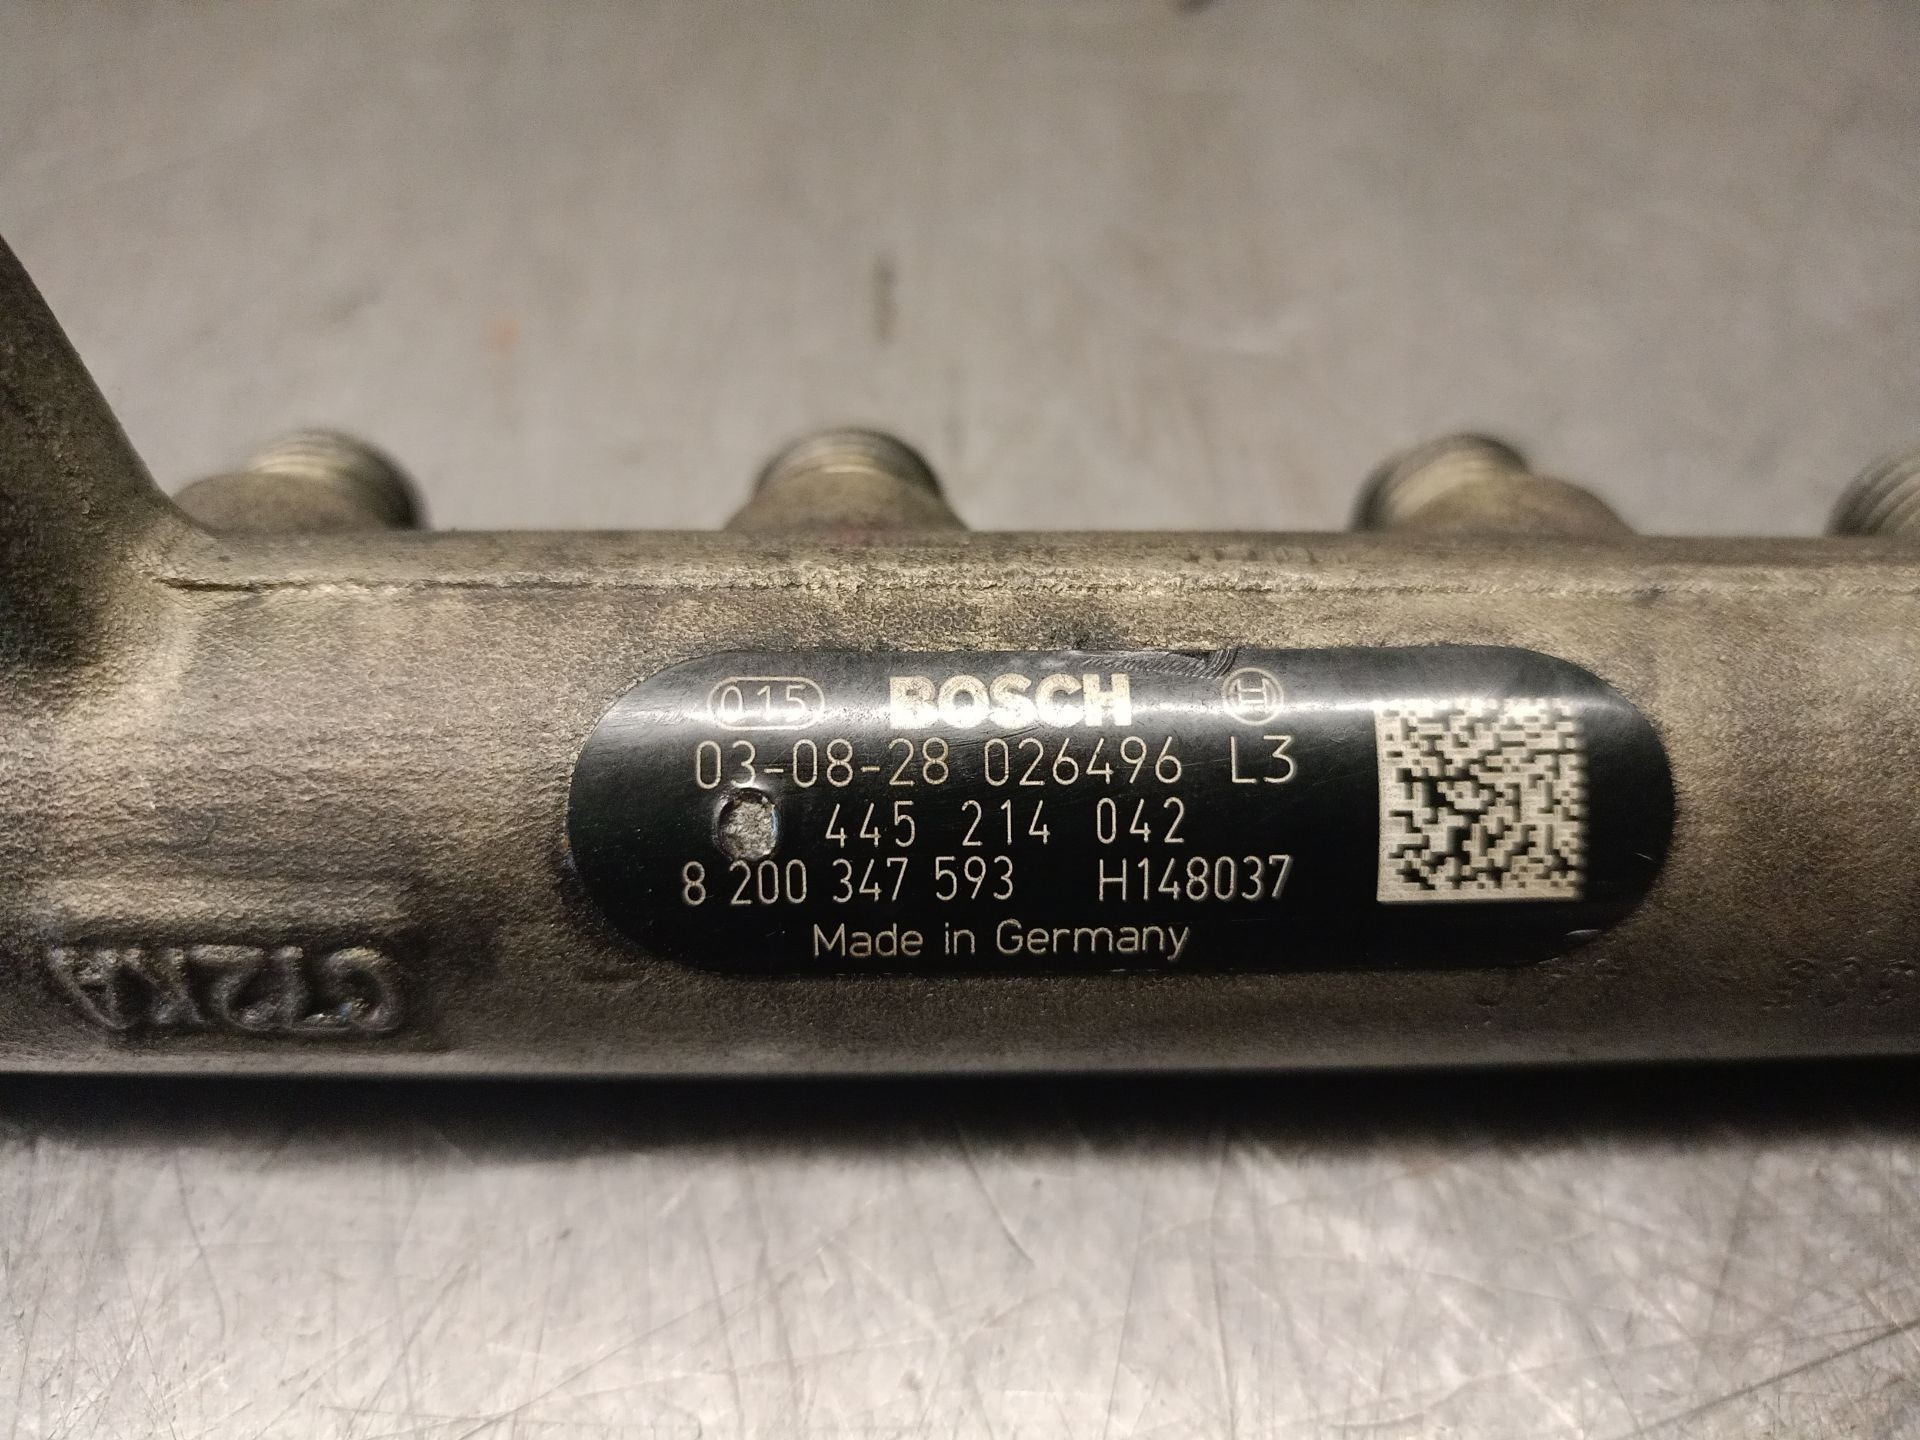 015 BOSCH
03-08-28 026496 L3
445 214 042
8 200 347 593 H148037
Made in Germany